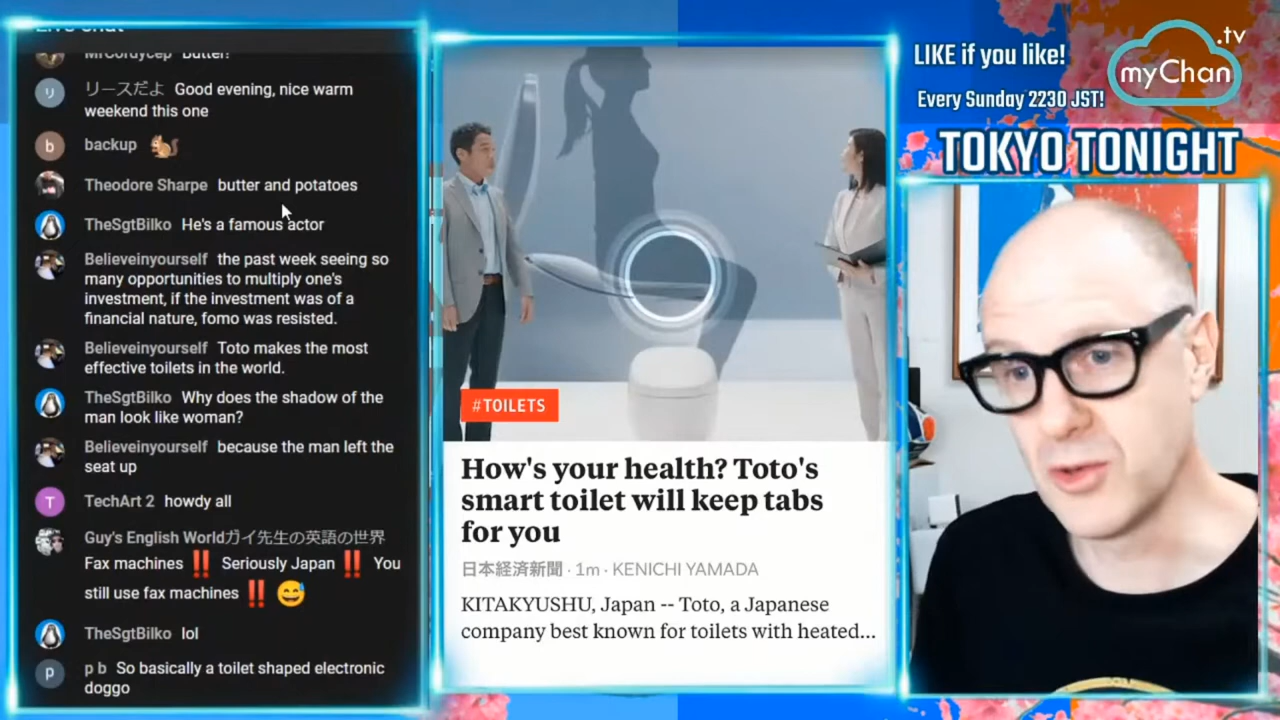 Live chat
MrCordycep Butter!
リースだよ Good evening, nice warm
weekend this one
backup
Theodore Sharpe butter and potatoes
TheSgtBilko He's a famous actor
Believeinyourself the past week seeing so
many opportunities to multiply one's
investment, if the investment was of a
financial nature, fomo was resisted.
Believeinyourself Toto makes the most
effective toilets in the world.
TheSgtBilko Why does the shadow of the
man look like woman?
Believeinyourself because the man left the
seat up
TechArt 2 howdy all
Guy's English Worldガイ先生の英語の世界
Fax machines ‼️ Seriously Japan ‼️ You
still use fax machines ‼️ 😅
TheSgtBilko lol
p b So basically a toilet shaped electronic
doggo
#TOILETS
How's your health? Toto's
smart toilet will keep tabs
for you
日本経済新聞 · 1m · KENICHI YAMADA
KITAKYUSHU, Japan -- Toto, a Japanese
company best known for toilets with heated...
LIKE if you like!
Every Sunday 2230 JST!
myChan.tv
TOKYO TONIGHT